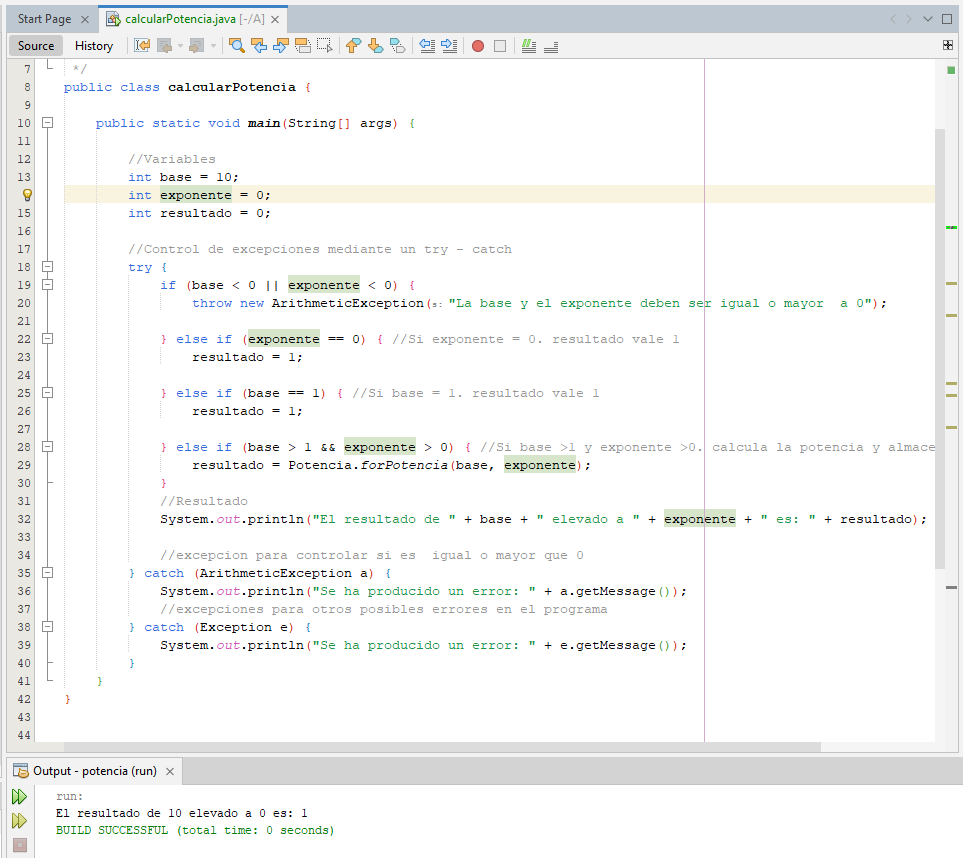 Start Page
calcularPotencia.java [-/A]
Source History
7 */
8 public class calcularPotencia {
9
10 public static void main(String[] args) {
11
12 //Variables
13 int base = 10;
int exponente = 0;
15 int resultado = 0;
16
17 //Control de excepciones mediante un try - catch
18 try {
19 if (base < 0 || exponente < 0) {
20 throw new ArithmeticException(s: "La base y el exponente deben ser igual o mayor  a 0");
21
22 } else if (exponente == 0) { //Si exponente = 0. resultado vale 1
23 resultado = 1;
24
25 } else if (base == 1) { //Si base = 1. resultado vale 1
26 resultado = 1;
27
28 } else if (base > 1 && exponente > 0) { //Si base >1 y exponente >0. calcula la potencia y almace
29 resultado = Potencia.forPotencia(base, exponente);
30 }
31 //Resultado
32 System.out.println("El resultado de " + base + " elevado a " + exponente + " es: " + resultado);
33
34 //excepcion para controlar si es  igual o mayor que 0
35 } catch (ArithmeticException a) {
36 System.out.println("Se ha producido un error: " + a.getMessage());
37 //excepciones para otros posibles errores en el programa
38 } catch (Exception e) {
39 System.out.println("Se ha producido un error: " + e.getMessage());
40 }
41 }
42 }
43
44
Output - potencia (run)
run:
El resultado de 10 elevado a 0 es: 1
BUILD SUCCESSFUL (total time: 0 seconds)